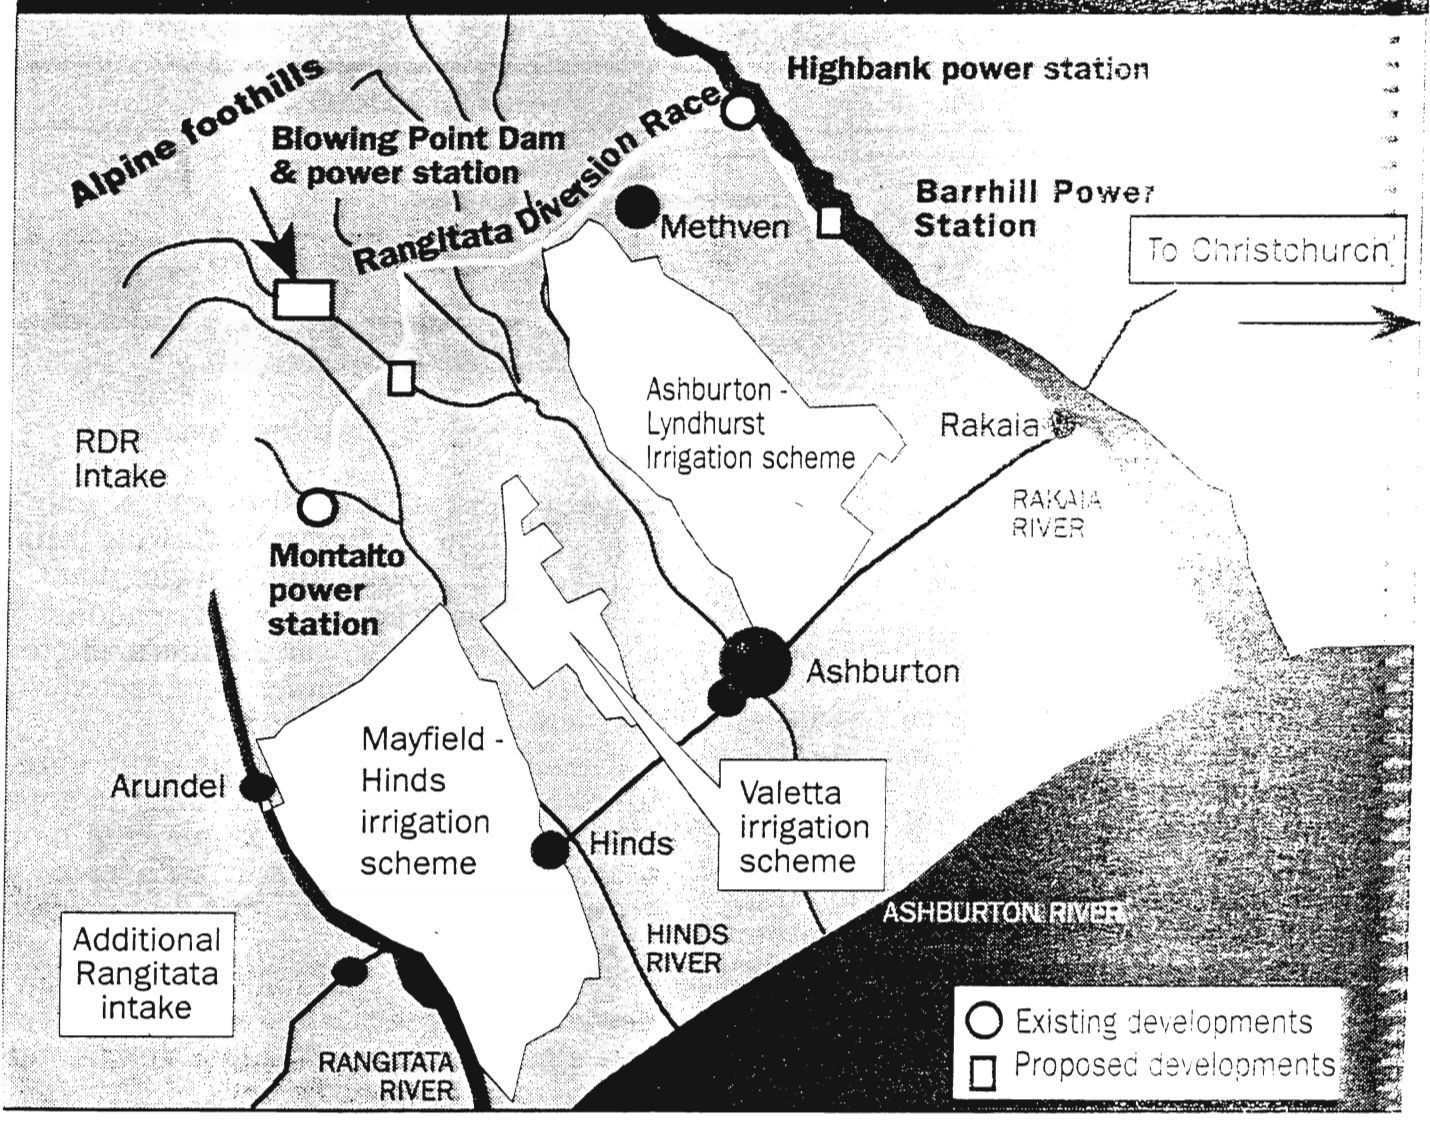 Alpine foothills
Blowing Point Dam
& power station
Rangitata Diversion Race
Highbank power station
Methven
Barrhill Power
Station
To Christchurch
Ashburton -
Lyndhurst
Irrigation scheme
Rakaia
RAKAIA
RIVER
RDR
Intake
Montalto
power
station
Ashburton
Arundel
Mayfield -
Hinds
irrigation
scheme
Hinds
Valetta
irrigation
scheme
Additional
Rangitata
intake
HINDS
RIVER
ASHBURTON RIVER
RANGITATA
RIVER
Existing developments
Proposed developments